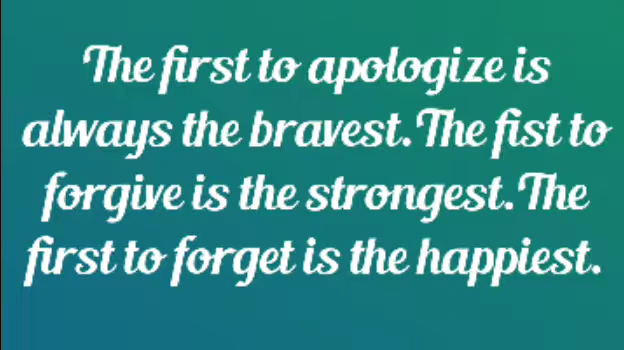 The first to apologize is
always the bravest.The fist to
forgive is the strongest.The
first to forget is the happiest.